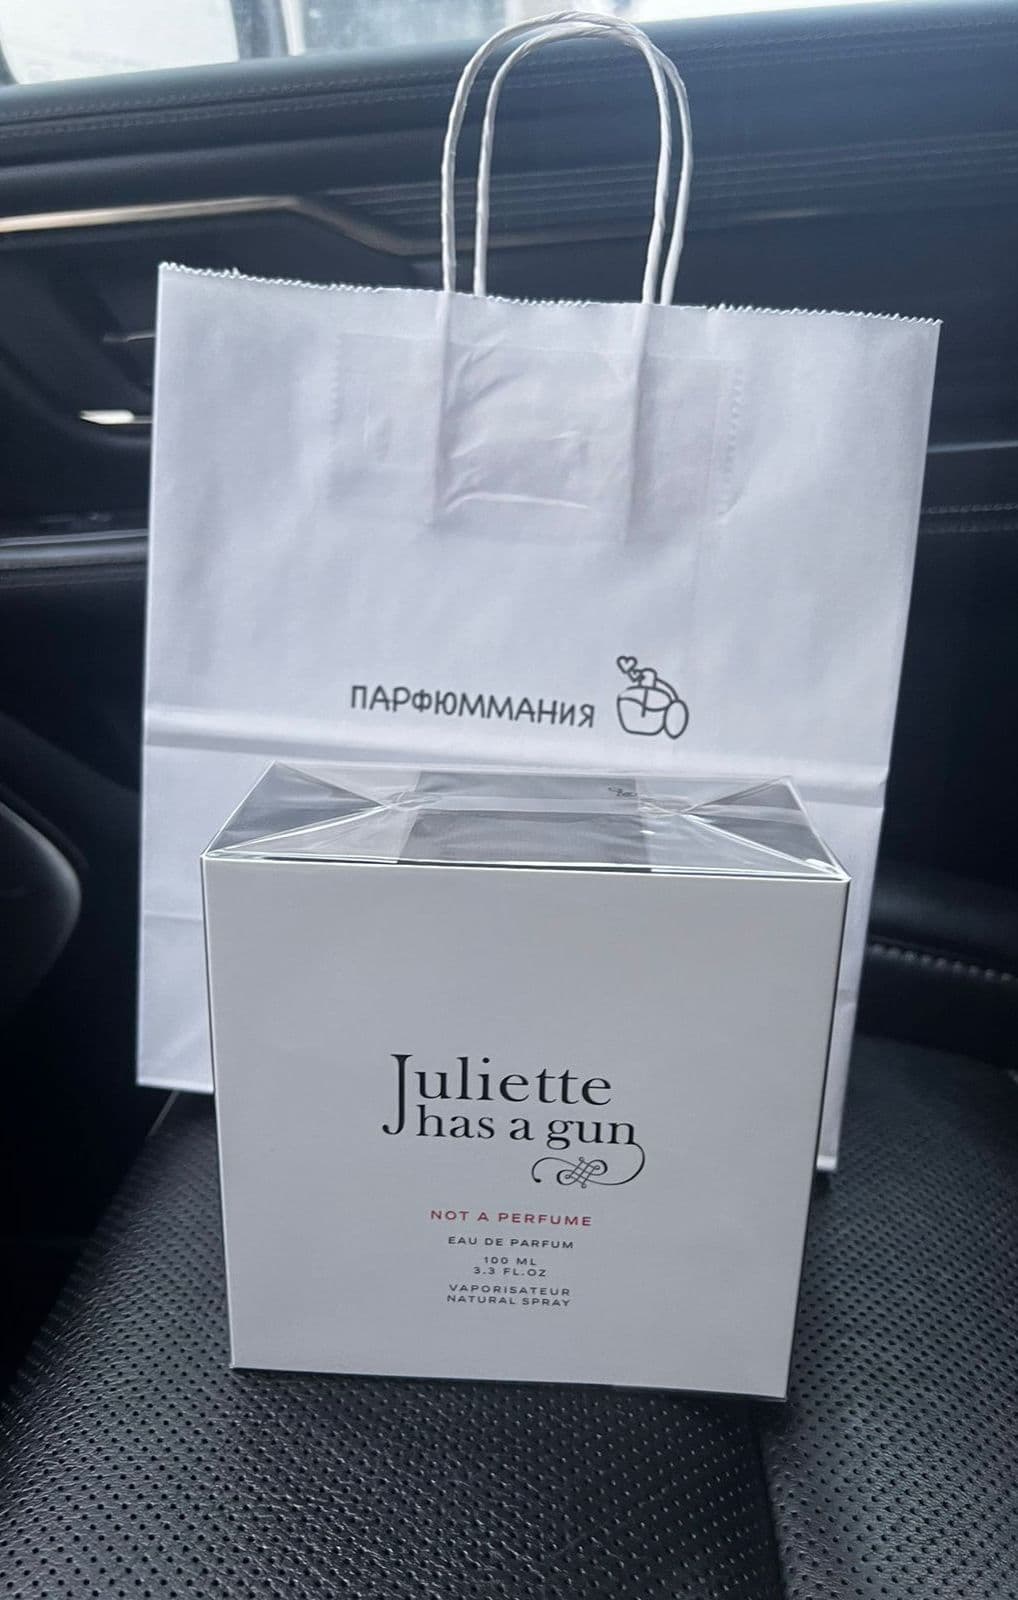 ПАРФЮММАНИЯ
Juliette
has a gun
NOT A PERFUME
EAU DE PARFUM
100 ML
3.3 FL.OZ
VAPORISATEUR
NATURAL SPRAY